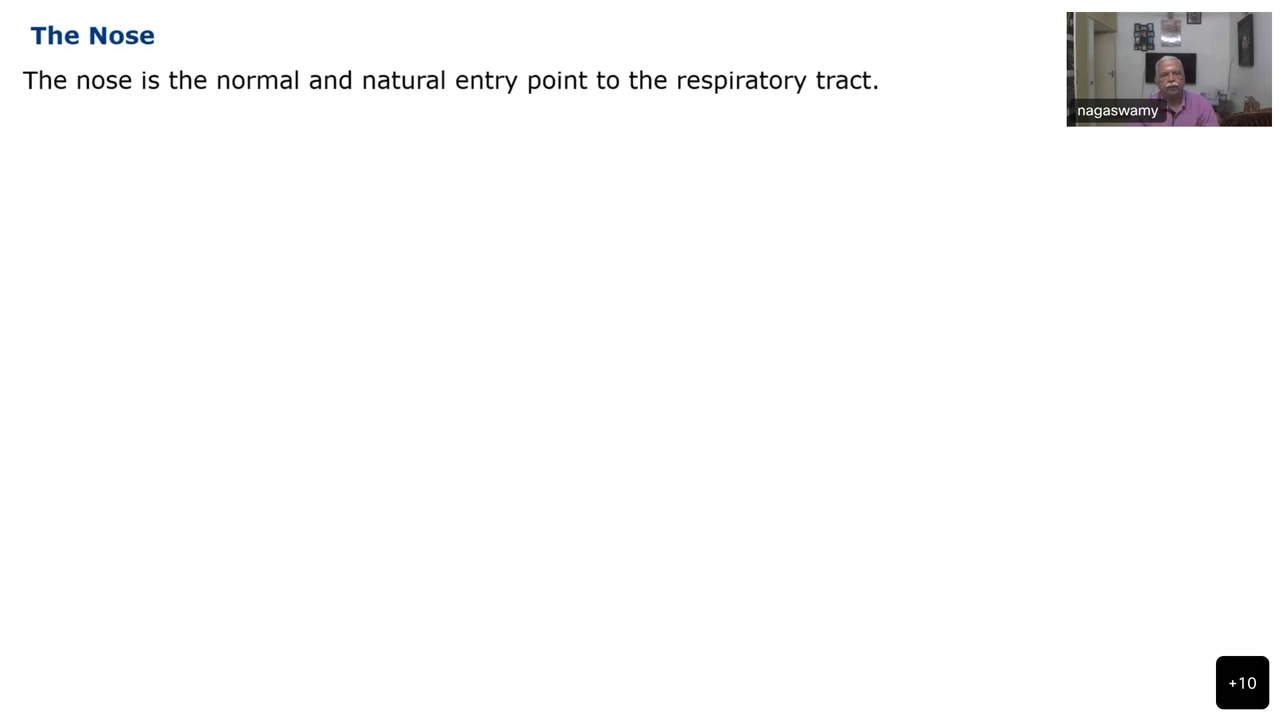 The Nose
The nose is the normal and natural entry point to the respiratory tract.
nagaswamy
+10